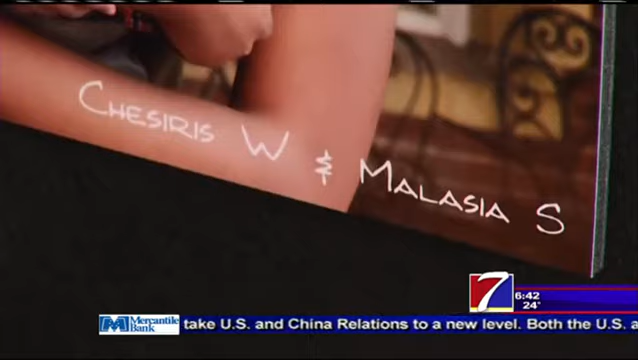 CHESIRIS W & MALASIA S
7
6:42
24°
M Mercantile Bank
take U.S. and China Relations to a new level. Both the U.S. a